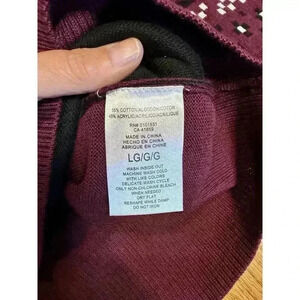 COTTON/ALGODON/COTON
ACRYLIC/ACRILICO/ACRYLIQUE
RN#
CA
MADE IN CHINA
HECHO EN CHINA
FABRIQUE EN CHINE
LG/G/G
WASH INSIDE OUT
MACHINE WASH COLD
WITH LIKE COLORS
DELICATE WASH CYCLE
ONLY NON-CHLORINE BLEACH
WHEN NEEDED
DRY FLAT
RESHAPE WHILE DAMP
DO NOT IRON